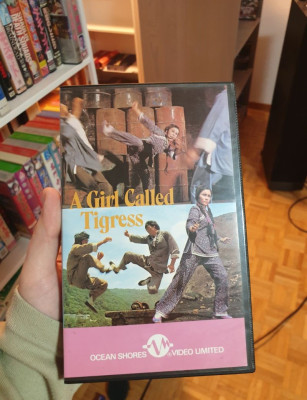 A Girl Called
Tigress
OCEAN SHORES VIDEO LIMITED